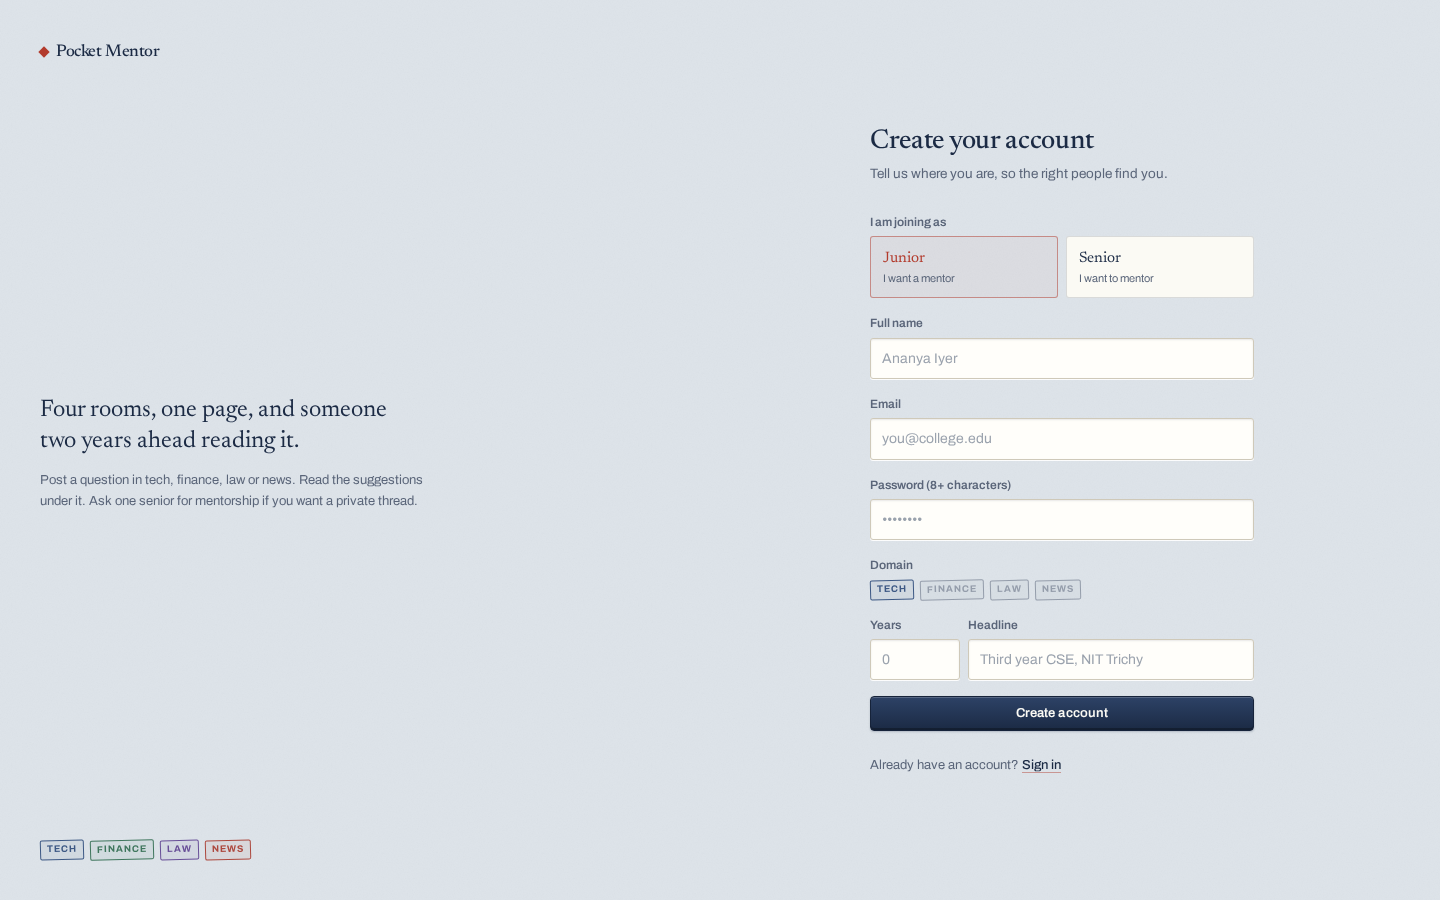 Pocket Mentor
Four rooms, one page, and someone
two years ahead reading it.
Post a question in tech, finance, law or news. Read the suggestions
under it. Ask one senior for mentorship if you want a private thread.
TECH FINANCE LAW NEWS
Create your account
Tell us where you are, so the right people find you.
I am joining as
Junior
I want a mentor
Senior
I want to mentor
Full name
Ananya Iyer
Email
you@college.edu
Password (8+ characters)
••••••••
Domain
TECH FINANCE LAW NEWS
Years
0
Headline
Third year CSE, NIT Trichy
Create account
Already have an account? Sign in